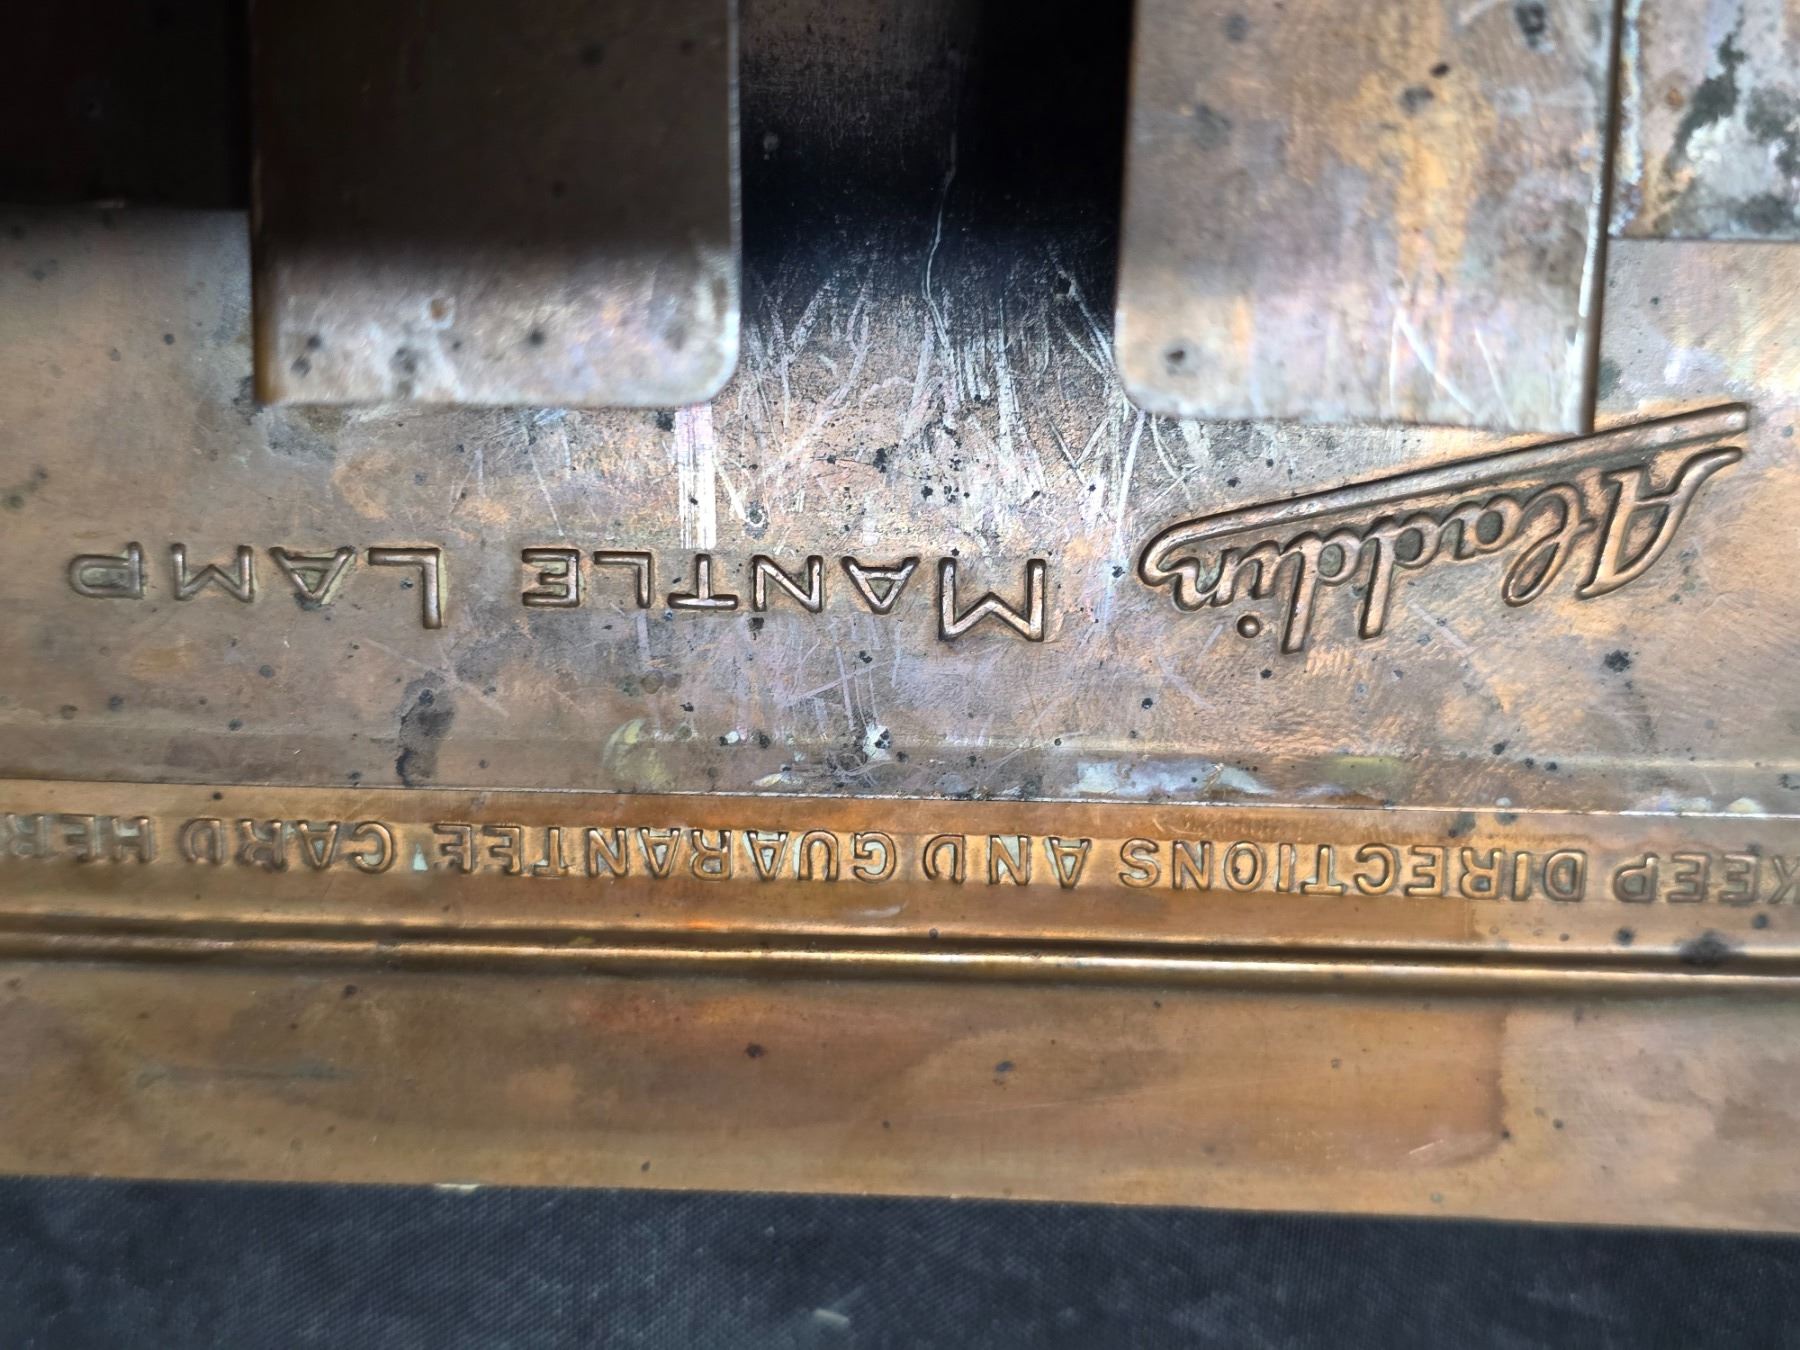 Aladdin MANTLE LAMP
KEEP DIRECTIONS AND GUARANTEE CARD HER